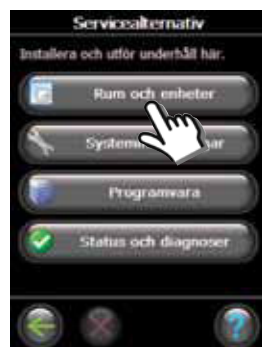 Servicealternativ
Installera och utför underhåll här.
Rum och enheter
Programvara
Status och diagnoser
?